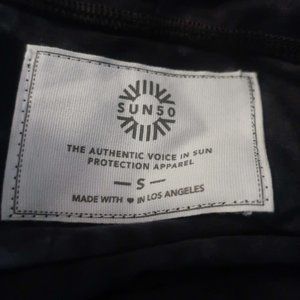 SUN50
THE AUTHENTIC VOICE IN SUN
PROTECTION APPAREL
— S —
MADE WITH ♥ IN LOS ANGELES